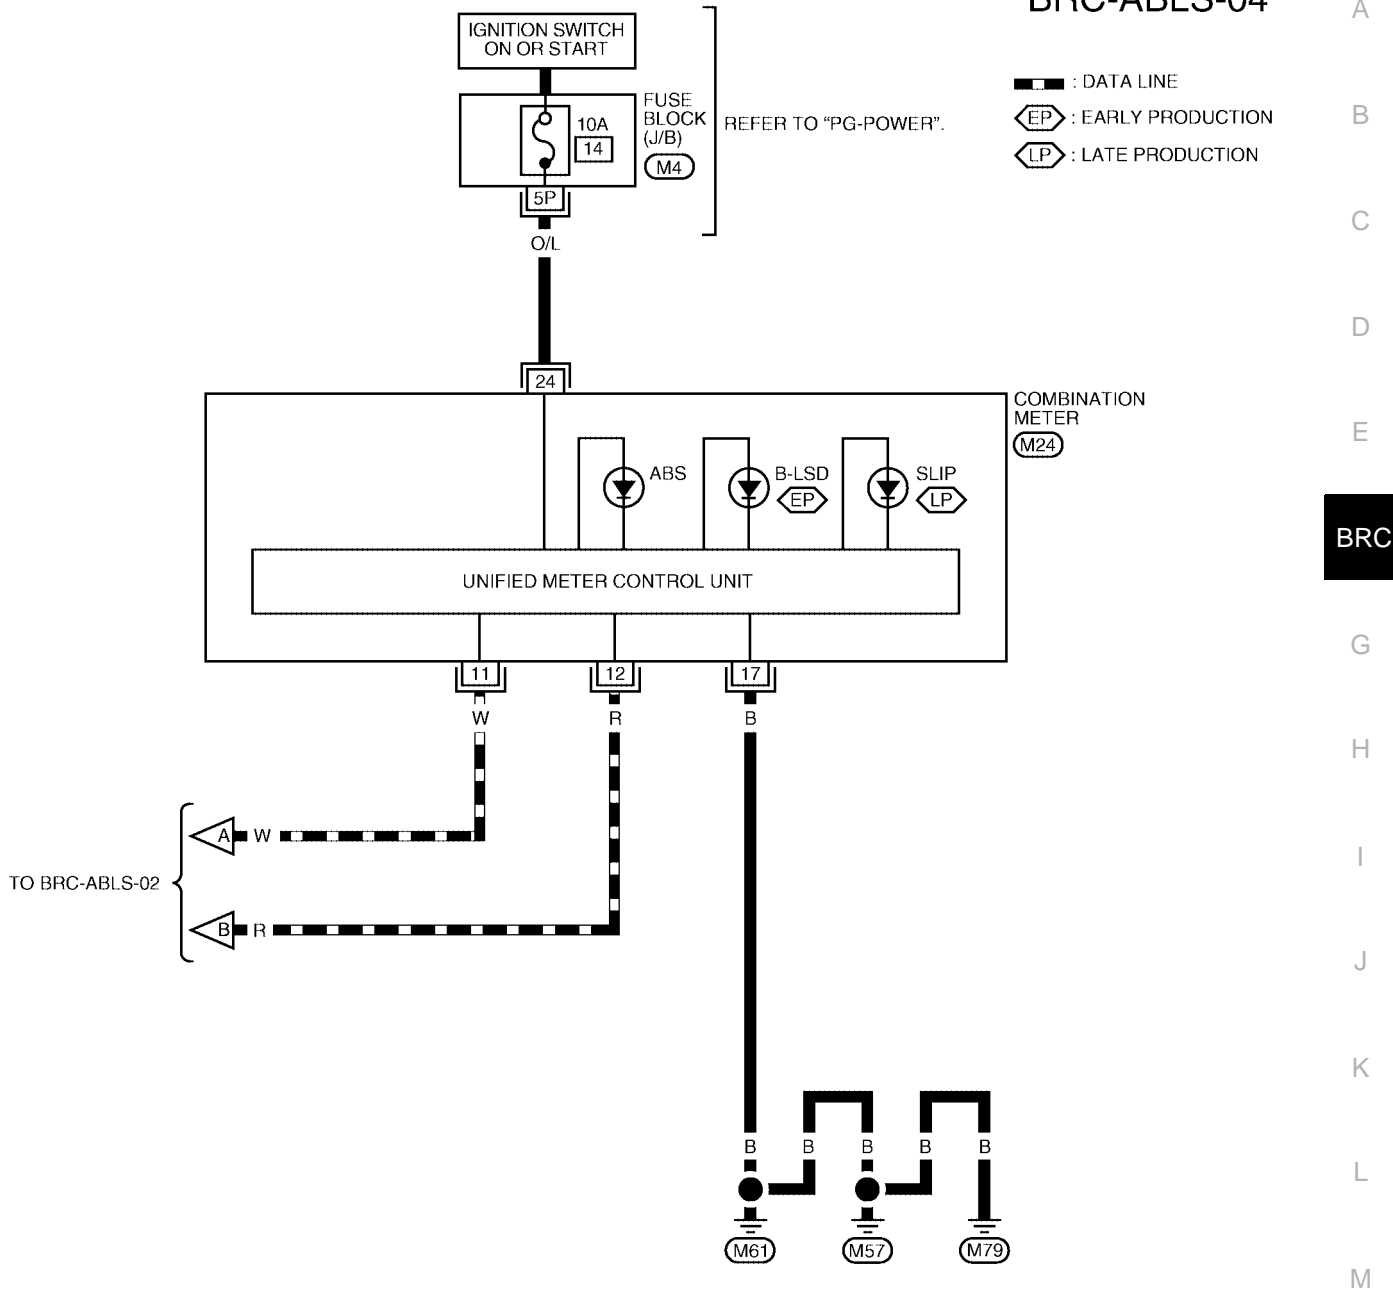 BRC-ABLS-04
IGNITION SWITCH
ON OR START
FUSE
BLOCK
(J/B)
M4
10A
14
5P
REFER TO “PG-POWER”.
: DATA LINE
EP : EARLY PRODUCTION
LP : LATE PRODUCTION
O/L
24
COMBINATION
METER
M24
ABS
B-LSD
EP
SLIP
LP
UNIFIED METER CONTROL UNIT
11
12
17
W
R
B
A W
TO BRC-ABLS-02
B R
B B B B B
M61 M57 M79
A
B
C
D
E
BRC
G
H
I
J
K
L
M